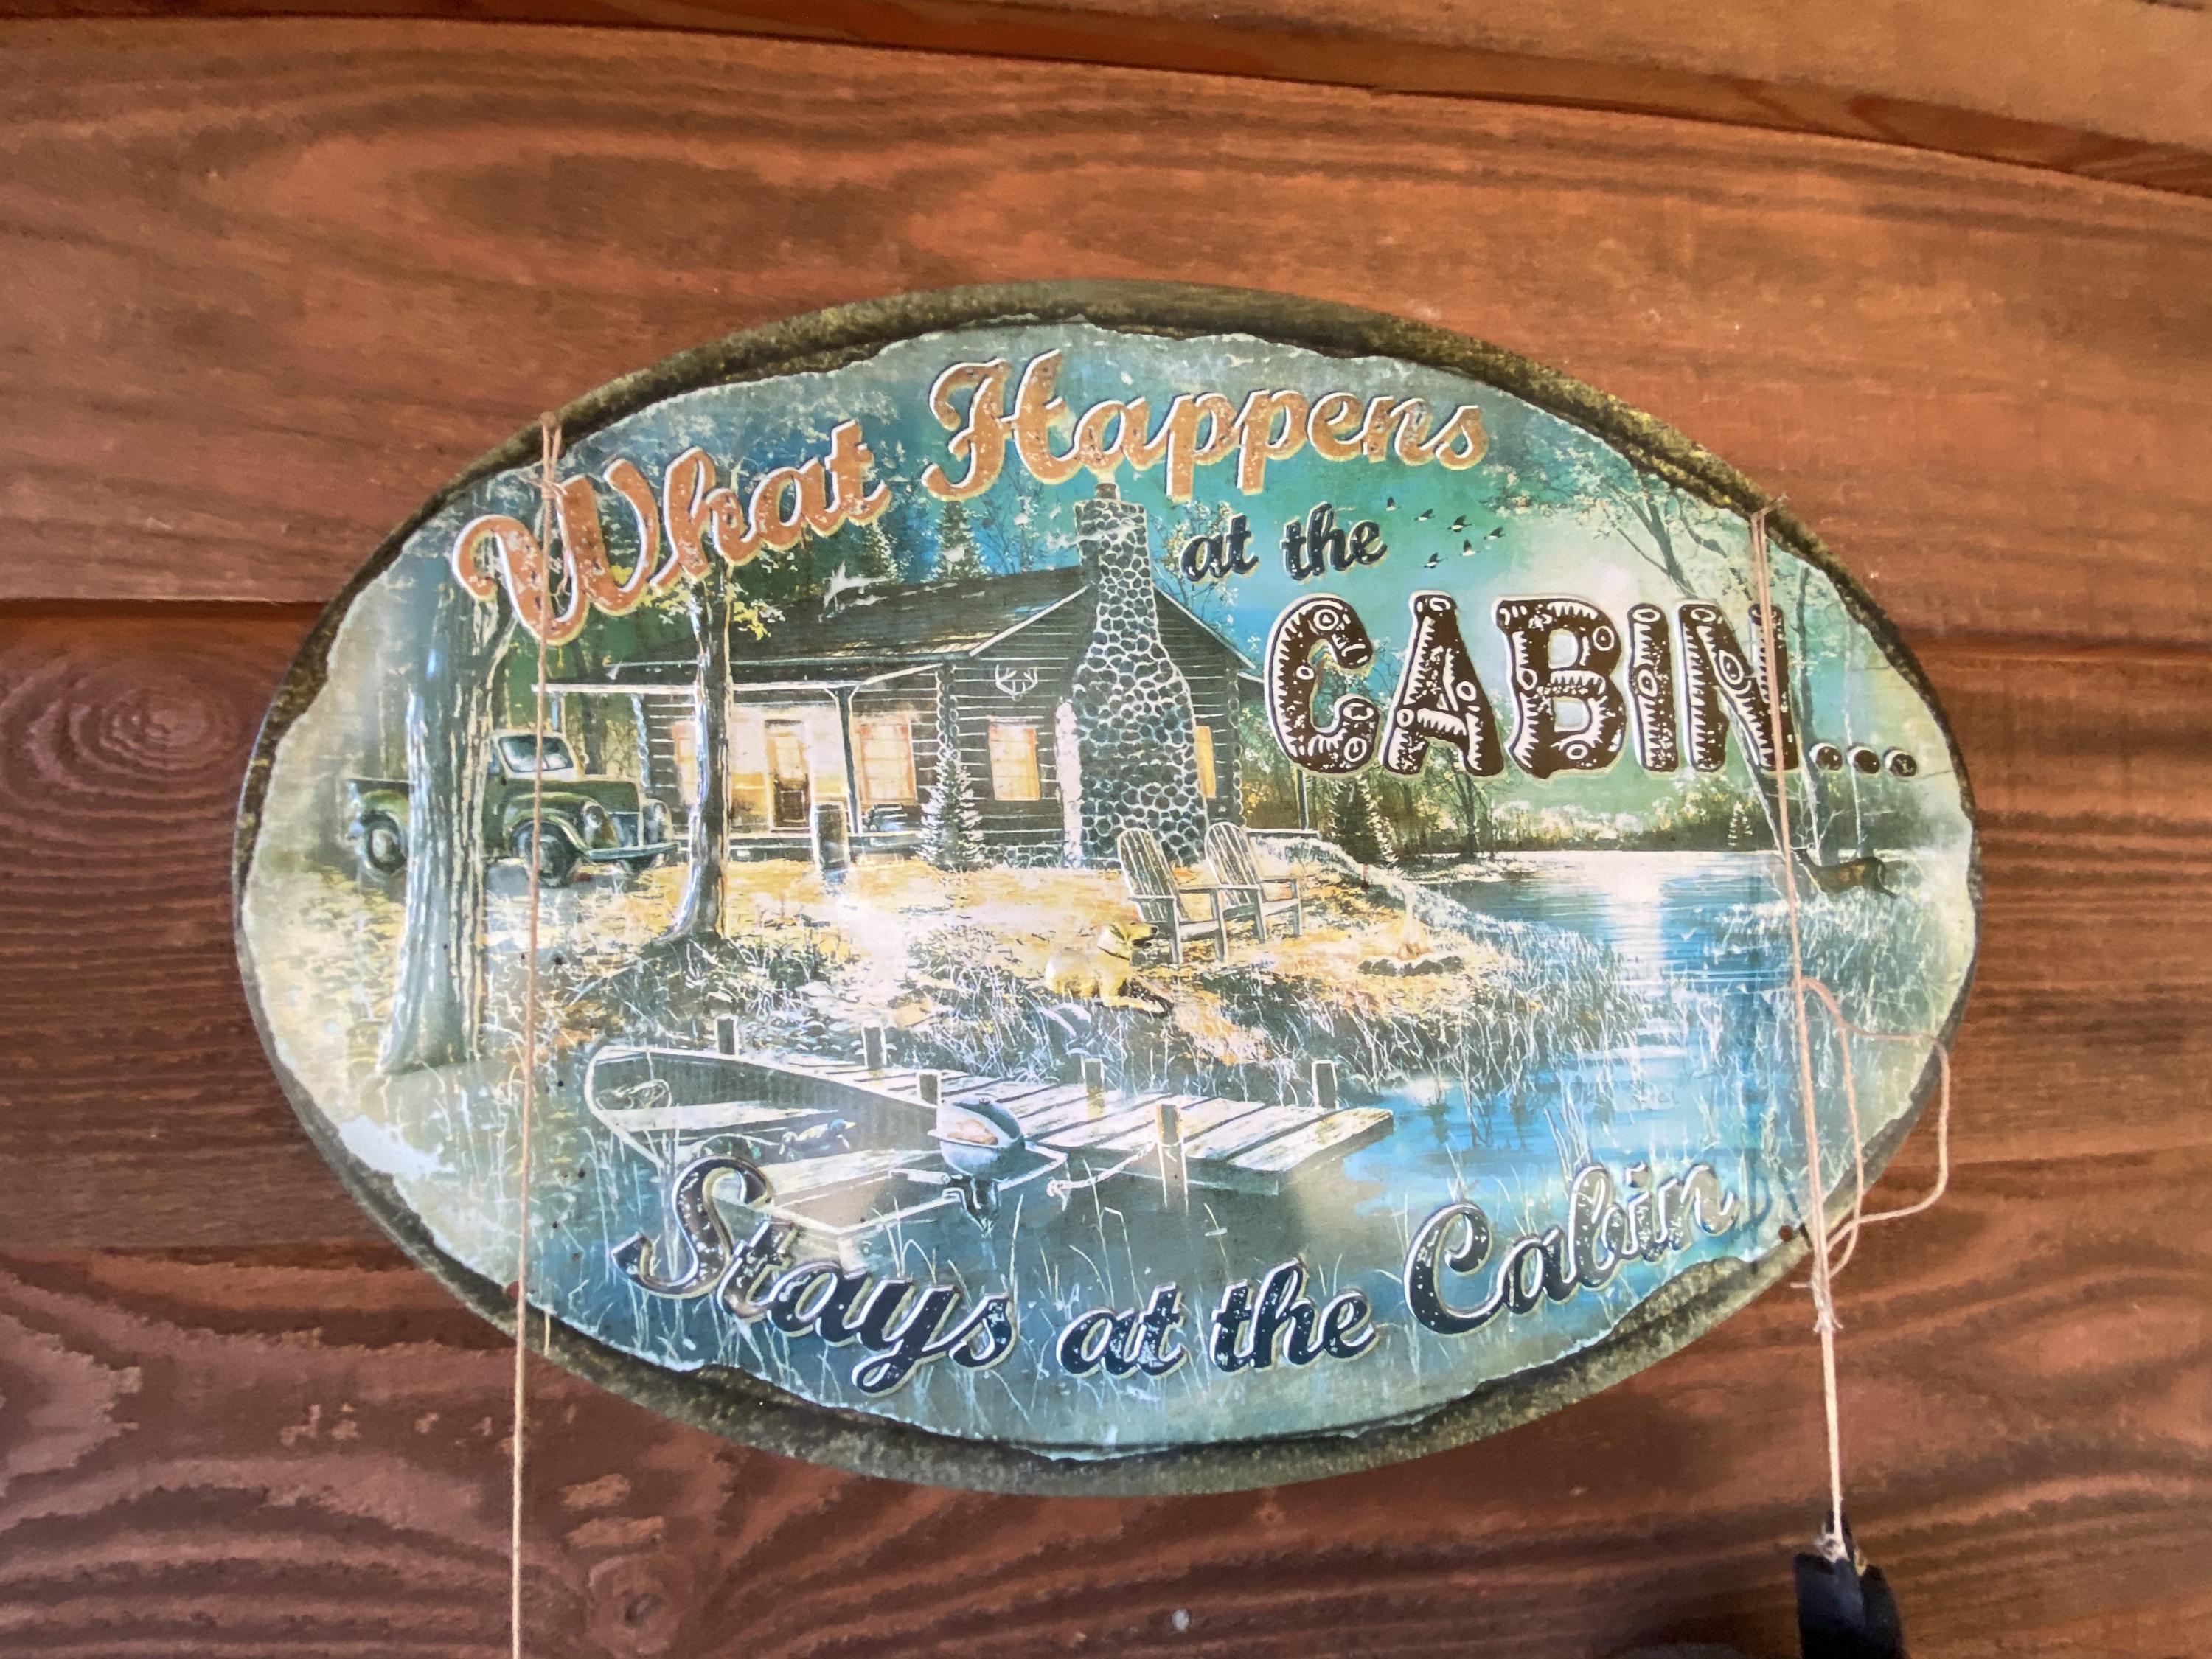 What Happens
at the
CABIN...
Stays at the Cabin